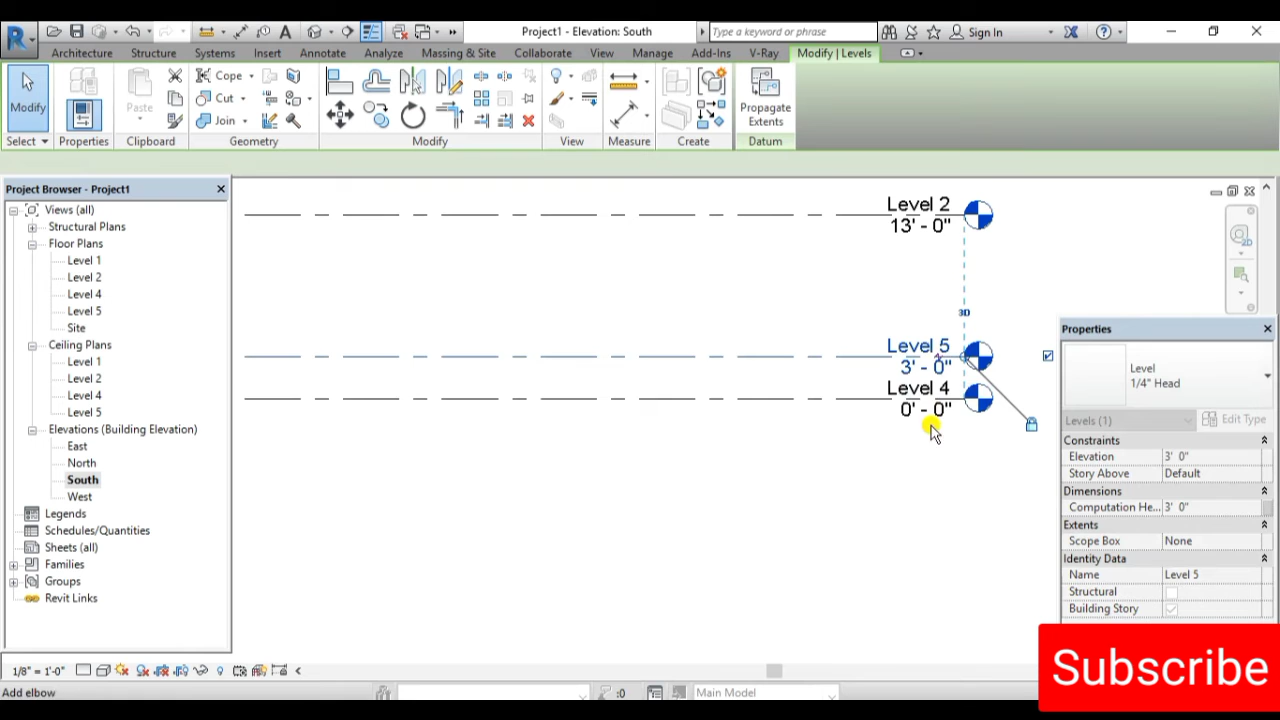 Project1 - Elevation: South
Type a keyword or phrase
Sign In
Architecture Structure Systems Insert Annotate Analyze Massing & Site Collaborate View Manage Add-Ins V-Ray Modify | Levels
Modify
Paste
Cope
Cut
Join
Propagate
Extents
Select Properties Clipboard Geometry Modify View Measure Create Datum
Project Browser - Project1
Views (all)
Structural Plans
Floor Plans
Level 1
Level 2
Level 4
Level 5
Site
Ceiling Plans
Level 1
Level 2
Level 4
Level 5
Elevations (Building Elevation)
East
North
South
West
Legends
Schedules/Quantities
Sheets (all)
Families
Groups
Revit Links
Level 2
13' - 0"
3D
Level 5
3' - 0"
Level 4
0' - 0"
2D
Properties
Level
1/4" Head
Levels (1) Edit Type
Constraints
Elevation 3' 0"
Story Above Default
Dimensions
Computation He... 3' 0"
Extents
Scope Box None
Identity Data
Name Level 5
Structural
Building Story
Subscribe
1/8" = 1'-0"
Add elbow
:0
Main Model